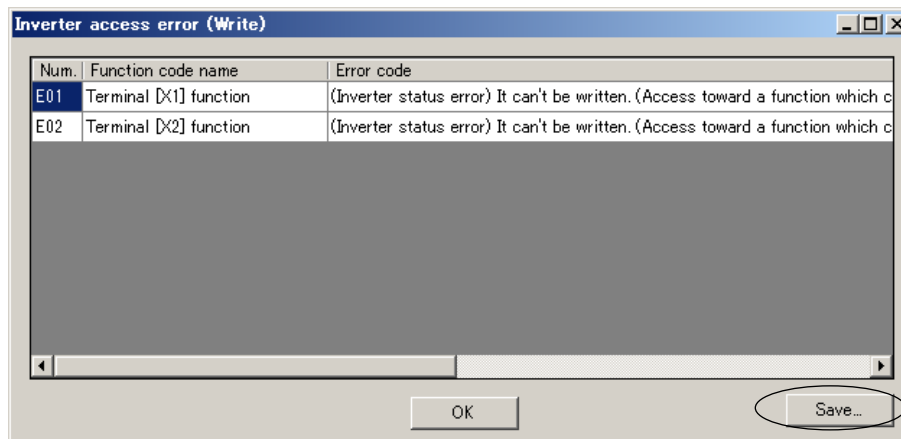 Inverter access error (Write)
Num. Function code name Error code
E01 Terminal [X1] function (Inverter status error) It can't be written. (Access toward a function which c
E02 Terminal [X2] function (Inverter status error) It can't be written. (Access toward a function which c
OK Save...